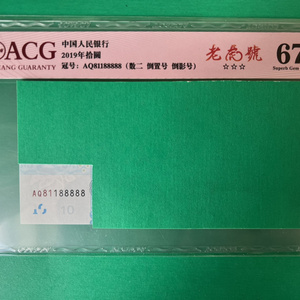 ACG
ANG GUARANTY
中国人民银行
2019年拾圆
冠号：AQ81188888（数二 倒置号 倒影号）
老虎號
☆☆☆
67
Superb Gem
AQ81188888
10